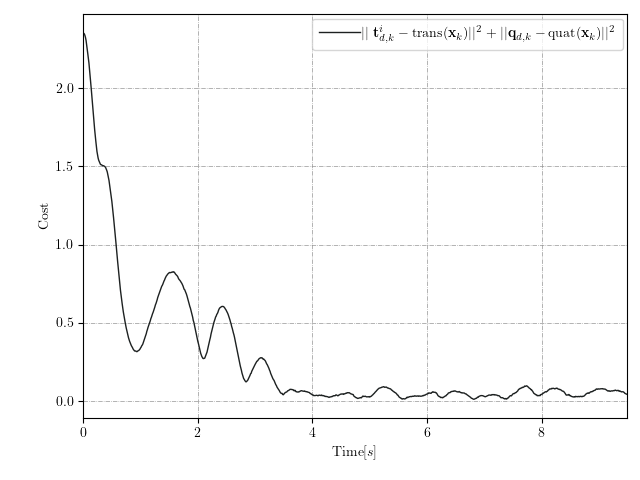 || t^i_{d,k} − trans(x_k)||^2 + ||q_{d,k} − quat(x_k)||^2
2.0
1.5
1.0
0.5
0.0
Cost
0 2 4 6 8
Time[s]